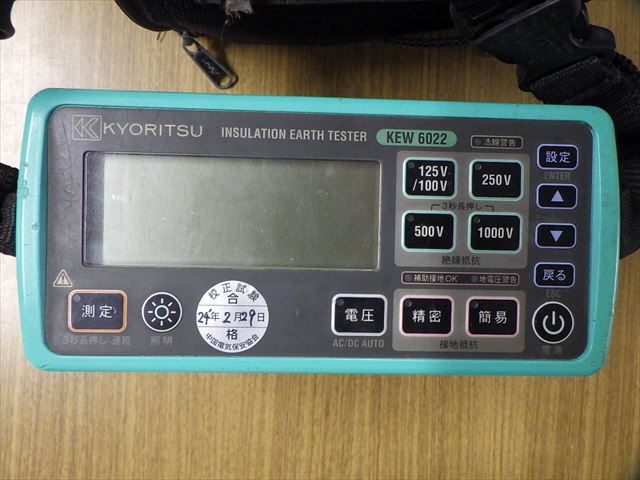 KYORITSU INSULATION EARTH TESTER KEW 6022
活線警告
125V
/100V
250V
設定
ENTER
3秒長押し
500V
1000V
絶縁抵抗
補助接地OK
地電圧警告
戻る
ESC
測定
3秒長押し 連続
照明
校正試験
合
24年2月29日
格
中国電気保安協会
電圧
AC/DC AUTO
精密
簡易
接地抵抗
電源